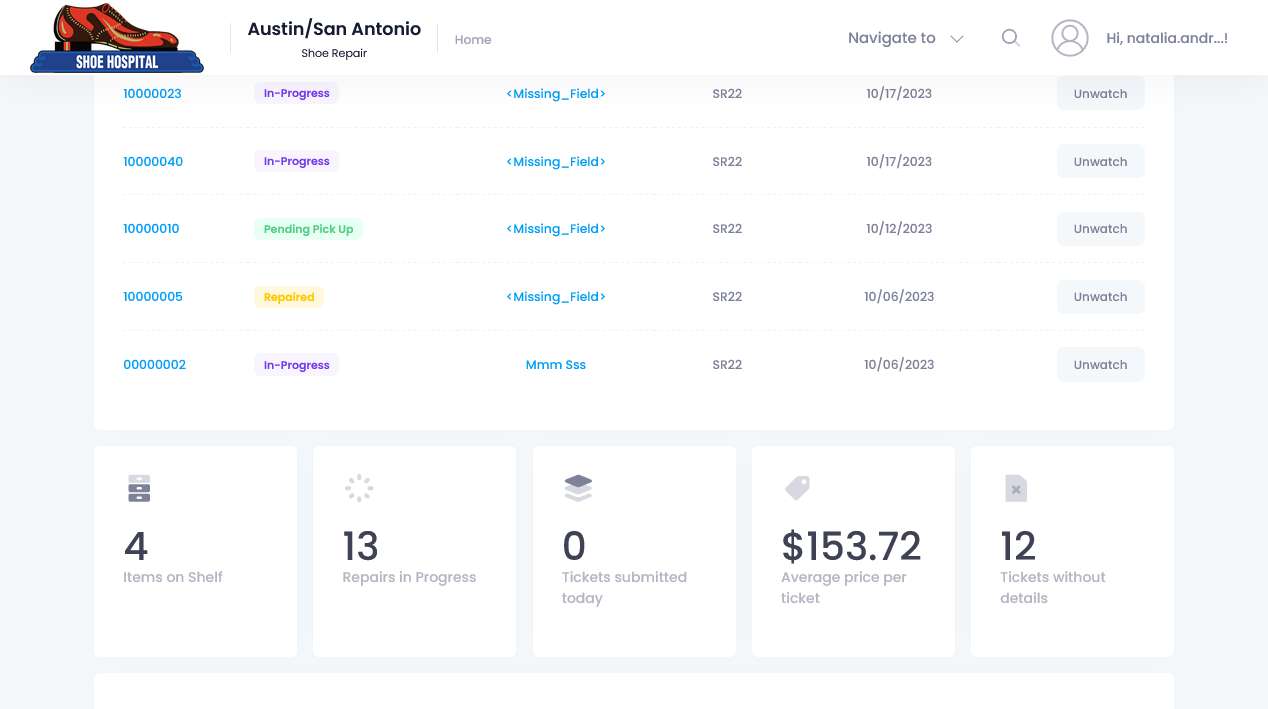 SHOE HOSPITAL
Austin/San Antonio
Shoe Repair
Home
Navigate to
Hi, natalia.andr...!
10000023 In-Progress <Missing_Field> SR22 10/17/2023 Unwatch
10000040 In-Progress <Missing_Field> SR22 10/17/2023 Unwatch
10000010 Pending Pick Up <Missing_Field> SR22 10/12/2023 Unwatch
10000005 Repaired <Missing_Field> SR22 10/06/2023 Unwatch
00000002 In-Progress Mmm Sss SR22 10/06/2023 Unwatch
4
Items on Shelf
13
Repairs in Progress
0
Tickets submitted
today
$153.72
Average price per
ticket
12
Tickets without
details